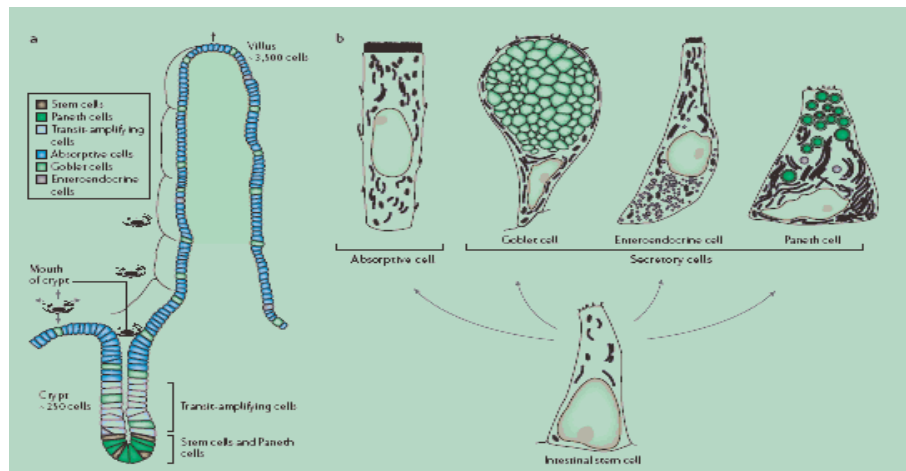 a
Villus
~3,500 cells
Stem cells
Paneth cells
Transit-amplifying
cells
Absorptive cells
Goblet cells
Enteroendocrine
cells
Mouth
of crypt
Crypt
~250 cells
Transit-amplifying cells
Stem cells and Paneth
cells
b
Goblet cell
Enteroendocrine cell
Paneth cell
Absorptive cell
Secretory cells
Intestinal stem cell